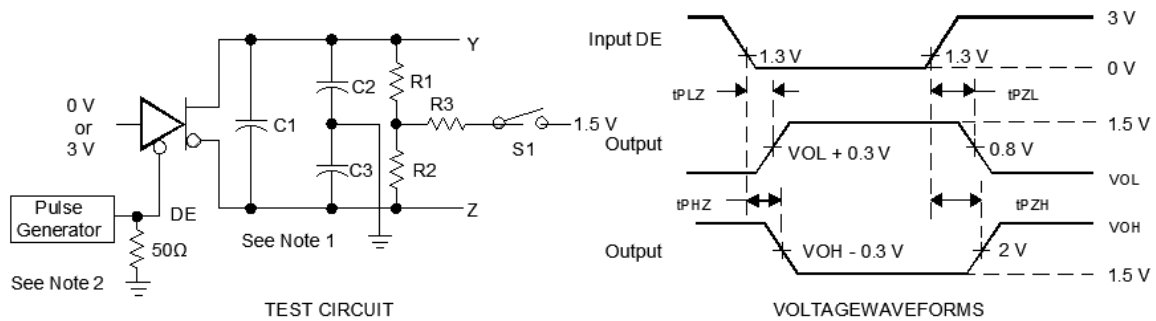 Y
R1
C2
R3
0 V
or
3 V
C1
1.5 V
S1
C3
R2
Z
Pulse
Generator
DE
50Ω
See Note 1
See Note 2
TEST CIRCUIT
3 V
Input DE
1.3 V
1.3 V
0 V
tPLZ
tPZL
1.5 V
Output
VOL + 0.3 V
0.8 V
VOL
tPHZ
tPZH
VOH
Output
VOH - 0.3 V
2 V
1.5 V
VOLTAGEWAVEFORMS